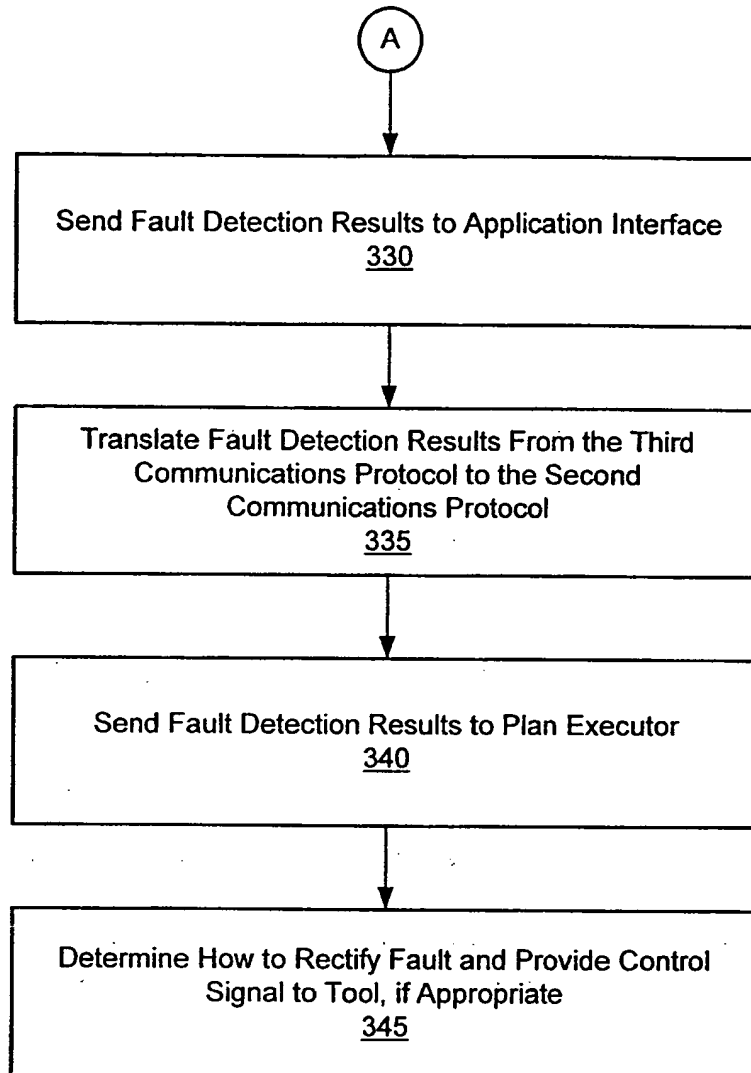 A
Send Fault Detection Results to Application Interface
330
Translate Fault Detection Results From the Third
Communications Protocol to the Second
Communications Protocol
335
Send Fault Detection Results to Plan Executor
340
Determine How to Rectify Fault and Provide Control
Signal to Tool, if Appropriate
345